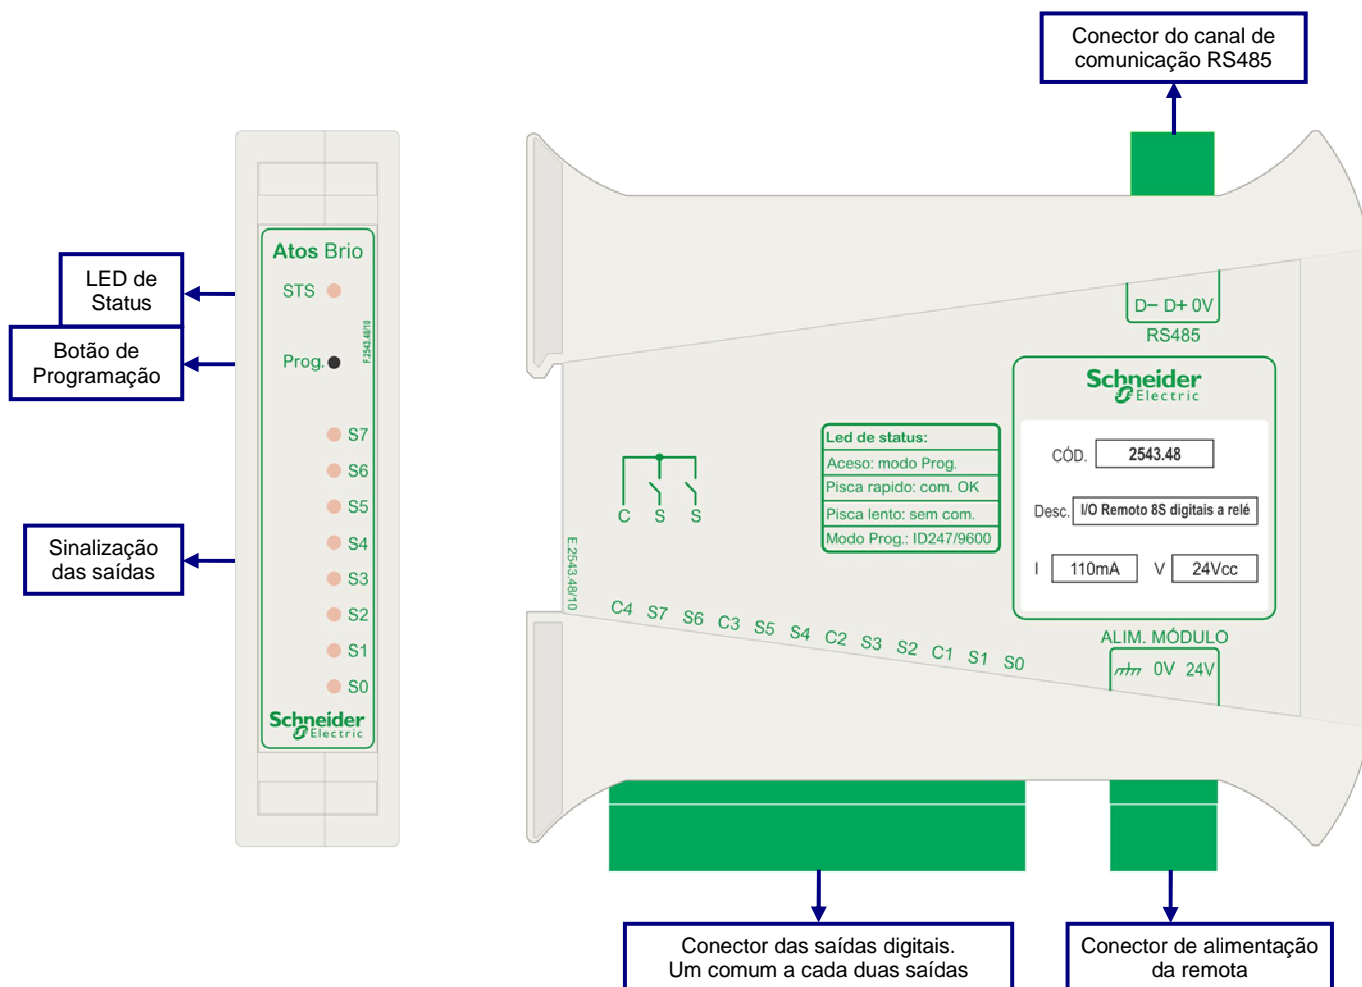 Conector do canal de
comunicação RS485
Atos Brio
STS
Prog.
F.2543.48/10
S7
S6
S5
S4
S3
S2
S1
S0
Schneider
Electric
LED de
Status
Botão de
Programação
Sinalização
das saídas
D− D+ 0V
RS485
Schneider
Electric
CÓD. 2543.48
Desc. I/O Remoto 8S digitais a relé
I 110mA V 24Vcc
Led de status:
Aceso: modo Prog.
Pisca rapido: com. OK
Pisca lento: sem com.
Modo Prog.: ID247/9600
C S S
E.2543.48/10
C4 S7 S6 C3 S5 S4 C2 S3 S2 C1 S1 S0
ALIM. MÓDULO
0V 24V
Conector das saídas digitais.
Um comum a cada duas saídas
Conector de alimentação
da remota